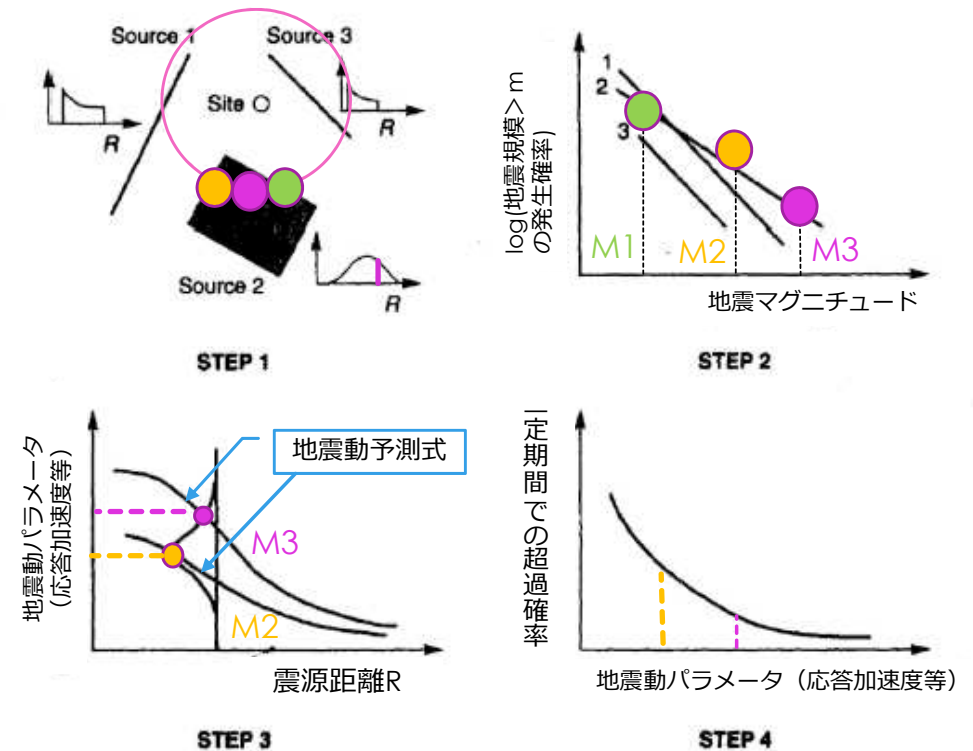 Source 1
Source 3
Site
R
R
Source 2
R
STEP 1
log(地震規模>m
の発生確率)
1
2
3
M1
M2
M3
地震マグニチュード
STEP 2
地震動パラメータ
(応答加速度等)
地震動予測式
M3
M2
震源距離R
STEP 3
一定期間での超過確率
地震動パラメータ（応答加速度等）
STEP 4